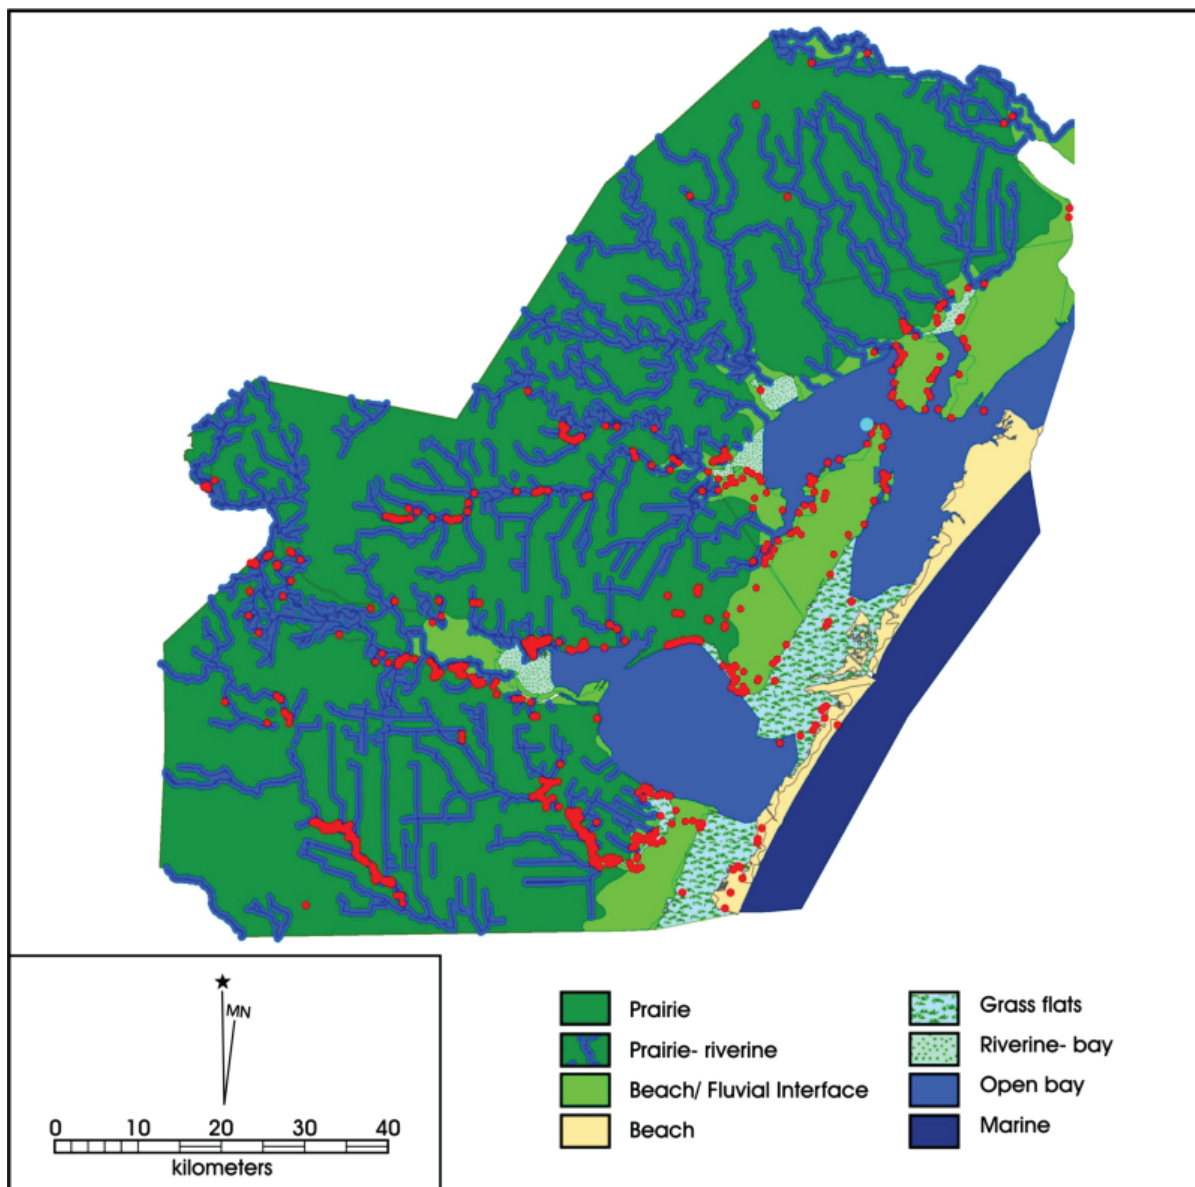 MN
0 10 20 30 40
kilometers
Prairie
Prairie- riverine
Beach/ Fluvial Interface
Beach
Grass flats
Riverine- bay
Open bay
Marine